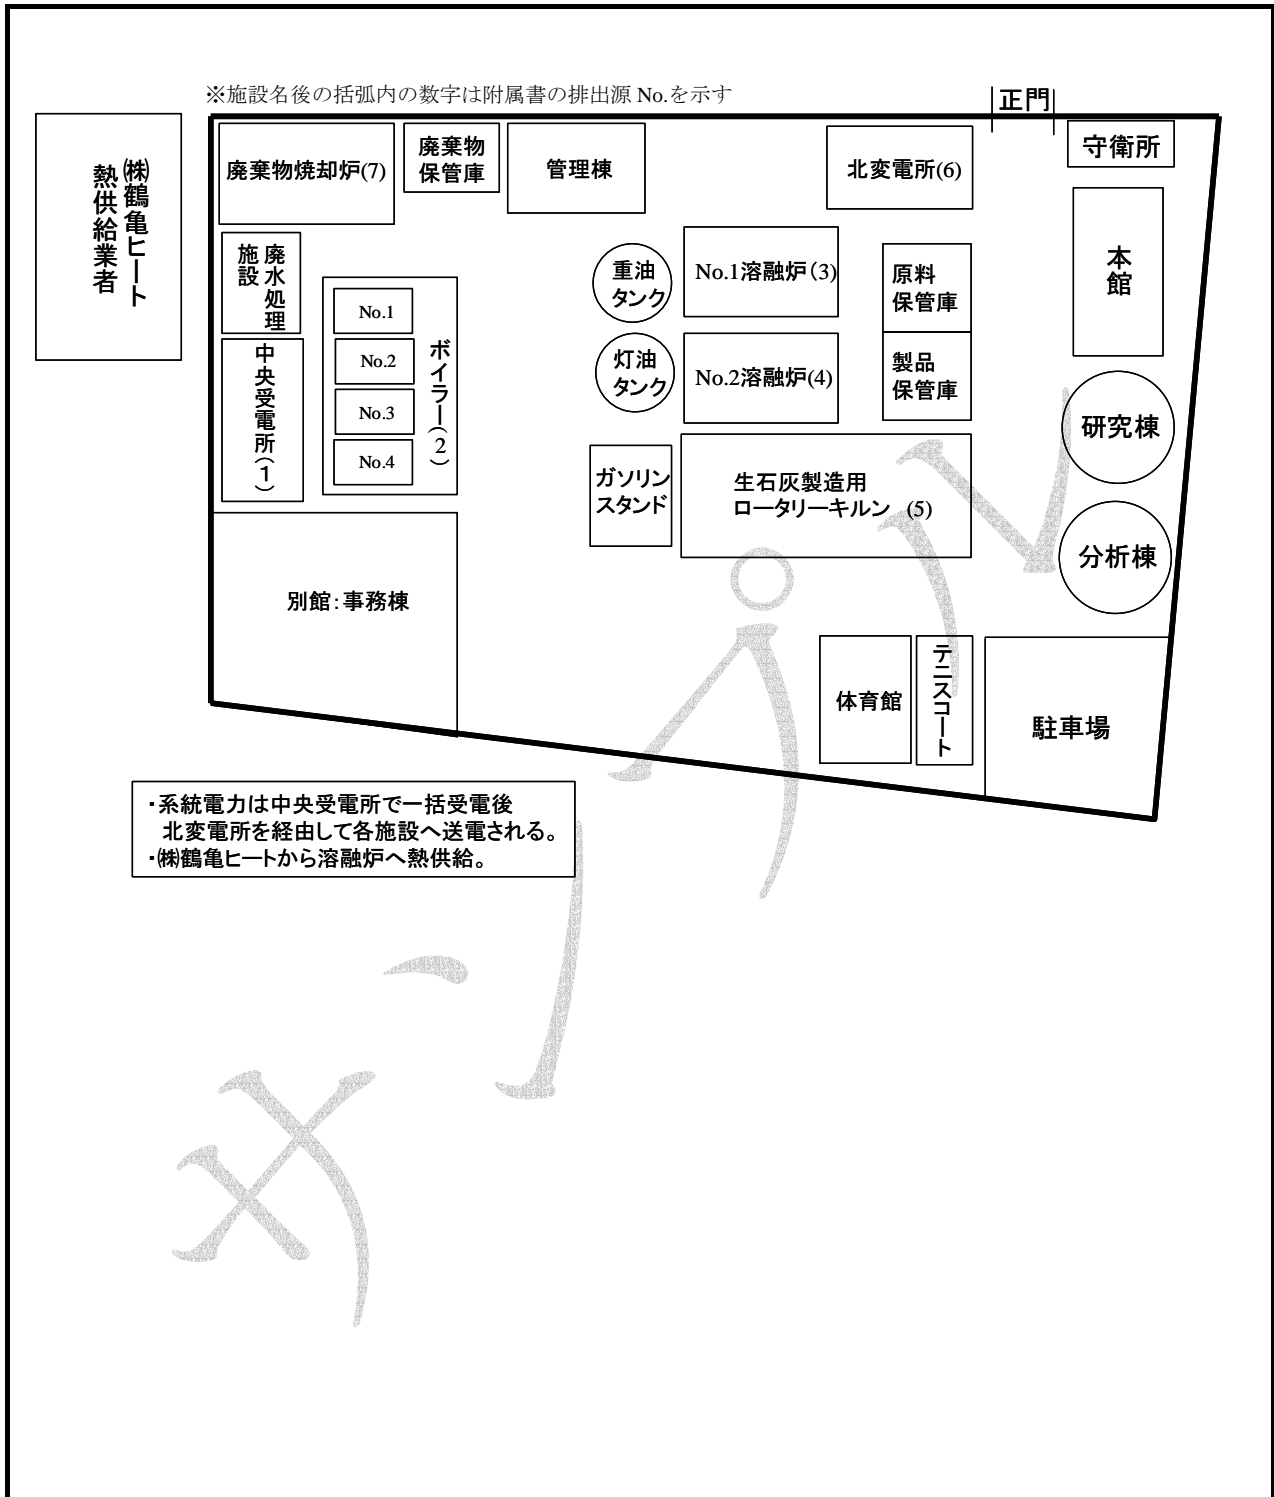 ※施設名後の括弧内の数字は附属書の排出源 No.を示す
正門
㈱鶴亀ヒート
熱供給業者
廃棄物焼却炉(7)
廃棄物
保管庫
管理棟
北変電所(6)
守衛所
廃水処理
施設
No.1
No.2
No.3
No.4
ボイラー(2)
中央受電所(1)
重油
タンク
灯油
タンク
No.1溶融炉(3)
No.2溶融炉(4)
原料
保管庫
製品
保管庫
本館
研究棟
分析棟
ガソリン
スタンド
生石灰製造用
ロータリーキルン (5)
別館:事務棟
体育館
テニスコート
駐車場
・系統電力は中央受電所で一括受電後
北変電所を経由して各施設へ送電される。
・㈱鶴亀ヒートから溶融炉へ熱供給。
サンプル